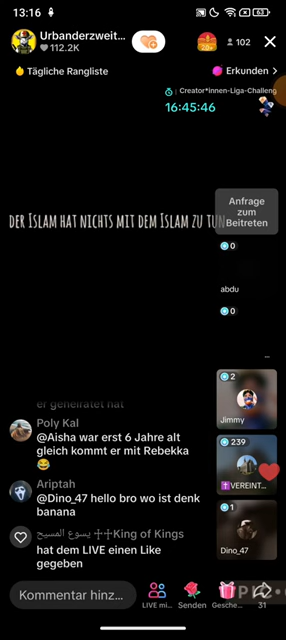 13:16
63
Urbanderzweit...
112.2K
102
Tägliche Rangliste
Erkunden
Creator*innen-Liga-Challeng
16:45:46
Anfrage
zum
Beitreten
DER ISLAM HAT NICHTS MIT DEM ISLAM ZU TUN
0
abdu
0
2
Jimmy
er geheiratet hat
Poly Kal
@Aisha war erst 6 Jahre alt
gleich kommt er mit Rebekka
😂
239
✝VEREINT...
Ariptah
@Dino_47 hello bro wo ist denk
banana
1
Dino_47
يسوع المسيح ✝✝King of Kings
hat dem LIVE einen Like
gegeben
Kommentar hinz...
LIVE mi...
Senden
Gesche...
31